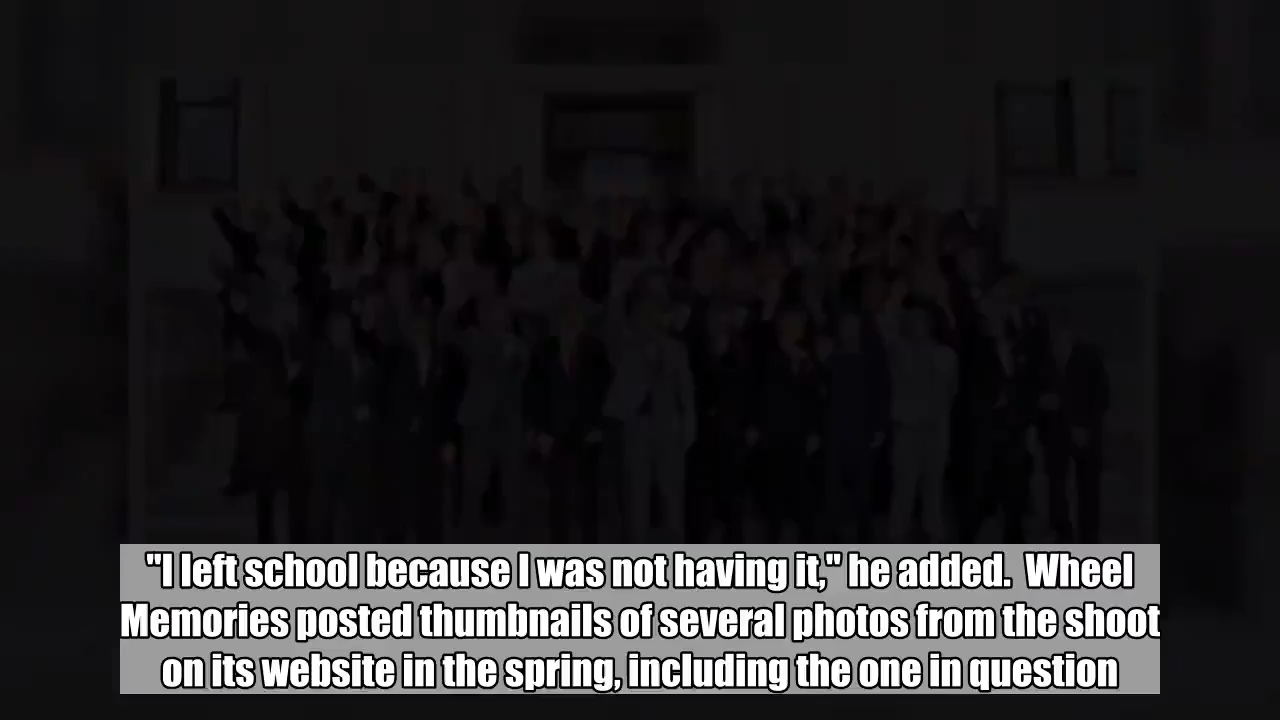 "I left school because I was not having it," he added.  Wheel
Memories posted thumbnails of several photos from the shoot
on its website in the spring, including the one in question